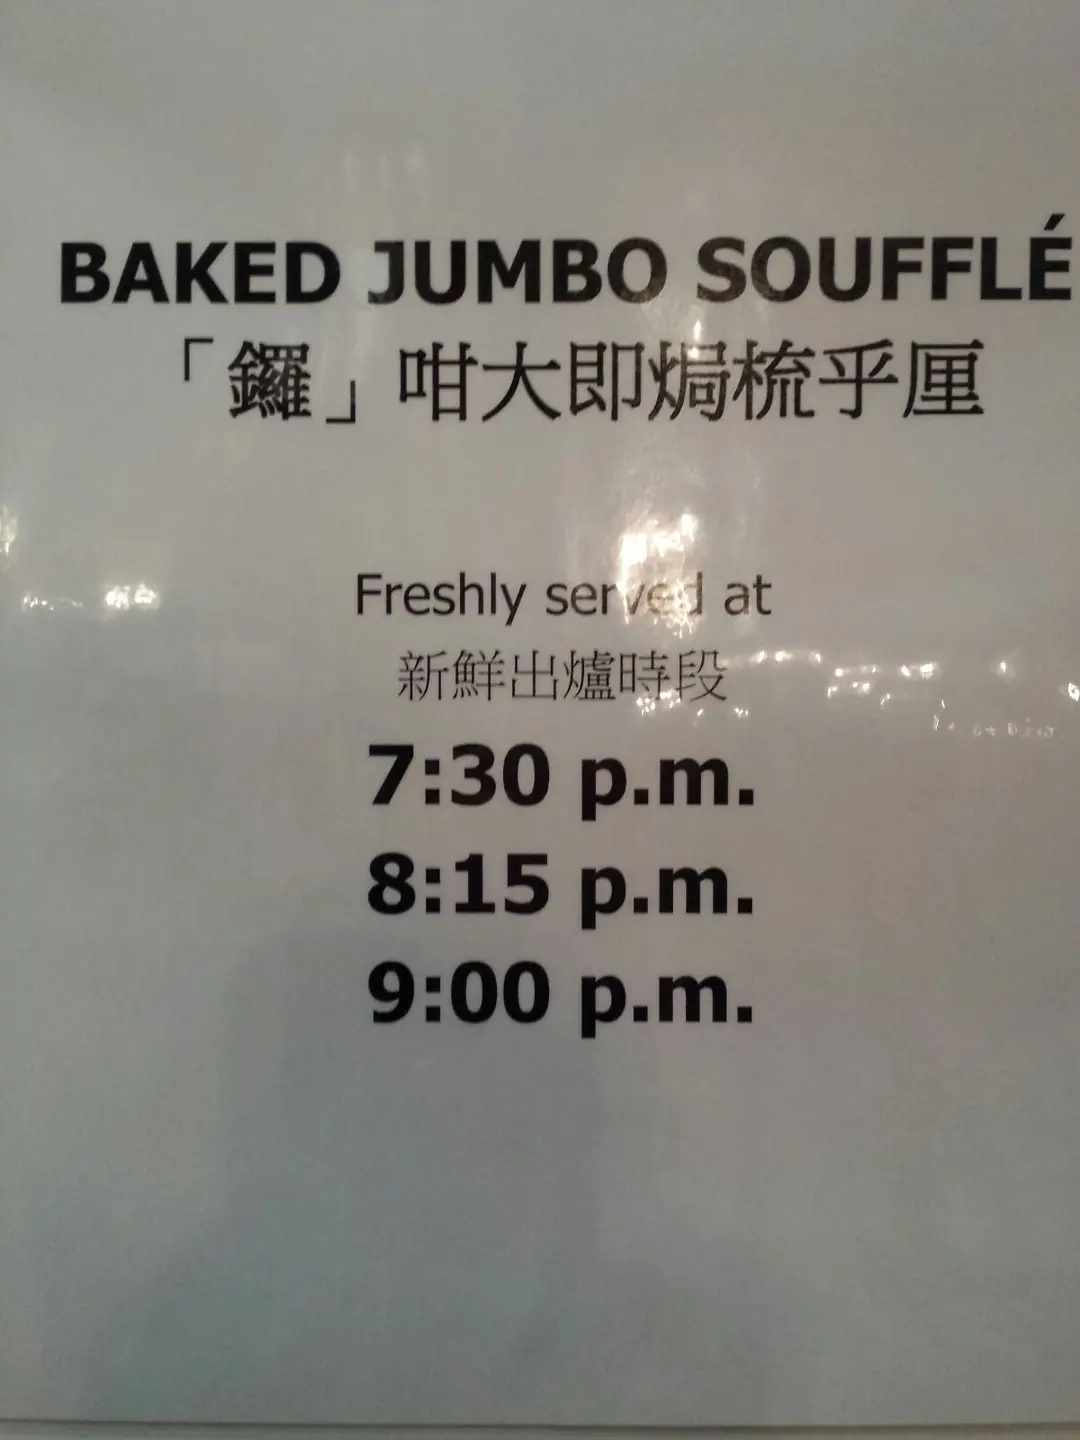 BAKED JUMBO SOUFFLÉ
「鑼」咁大即焗梳乎厘
Freshly served at
新鮮出爐時段
7:30 p.m.
8:15 p.m.
9:00 p.m.